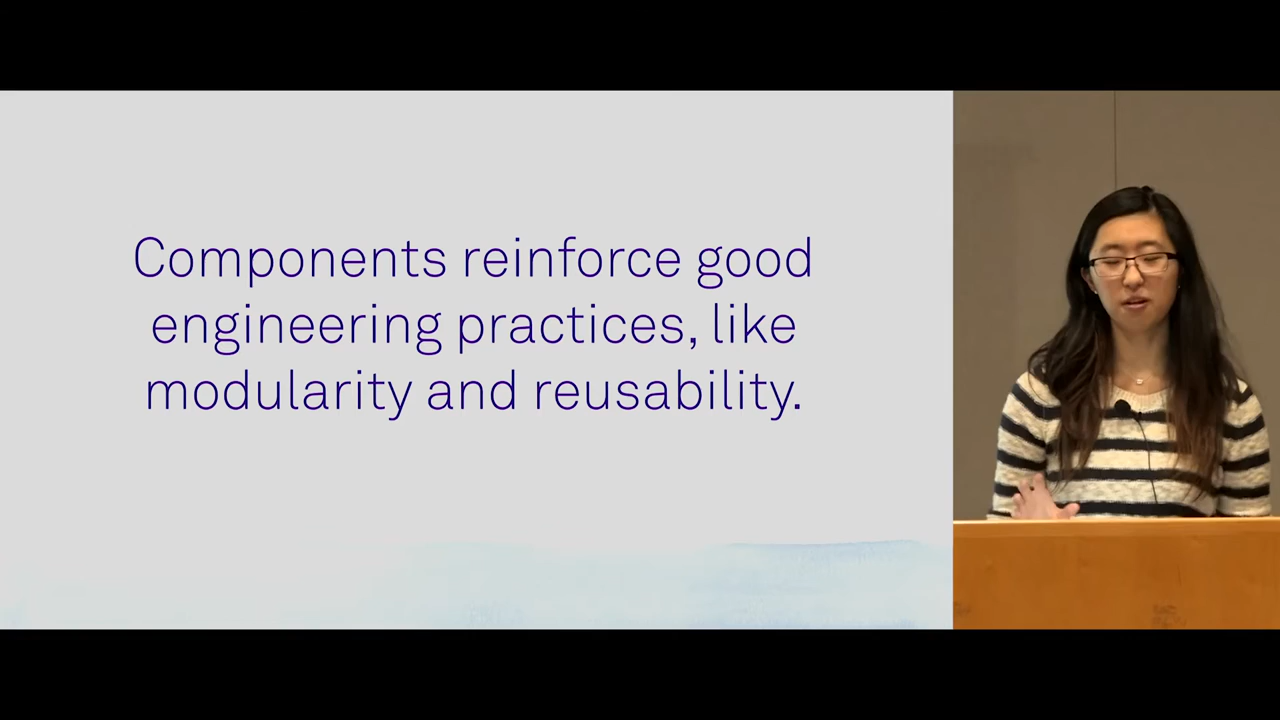 Components reinforce good
engineering practices, like
modularity and reusability.